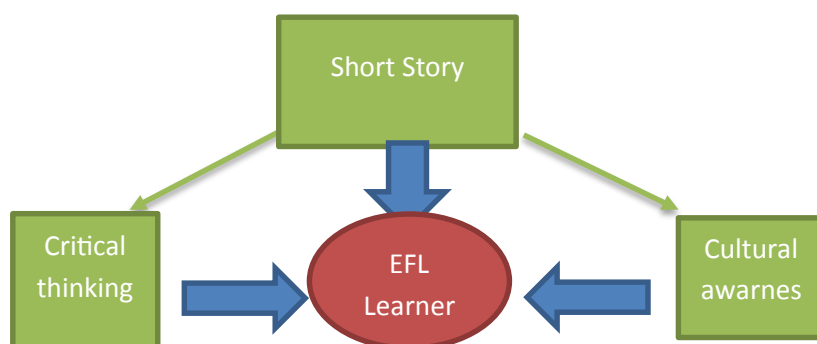 Short Story
Critical
thinking
EFL
Learner
Cultural
awarnes